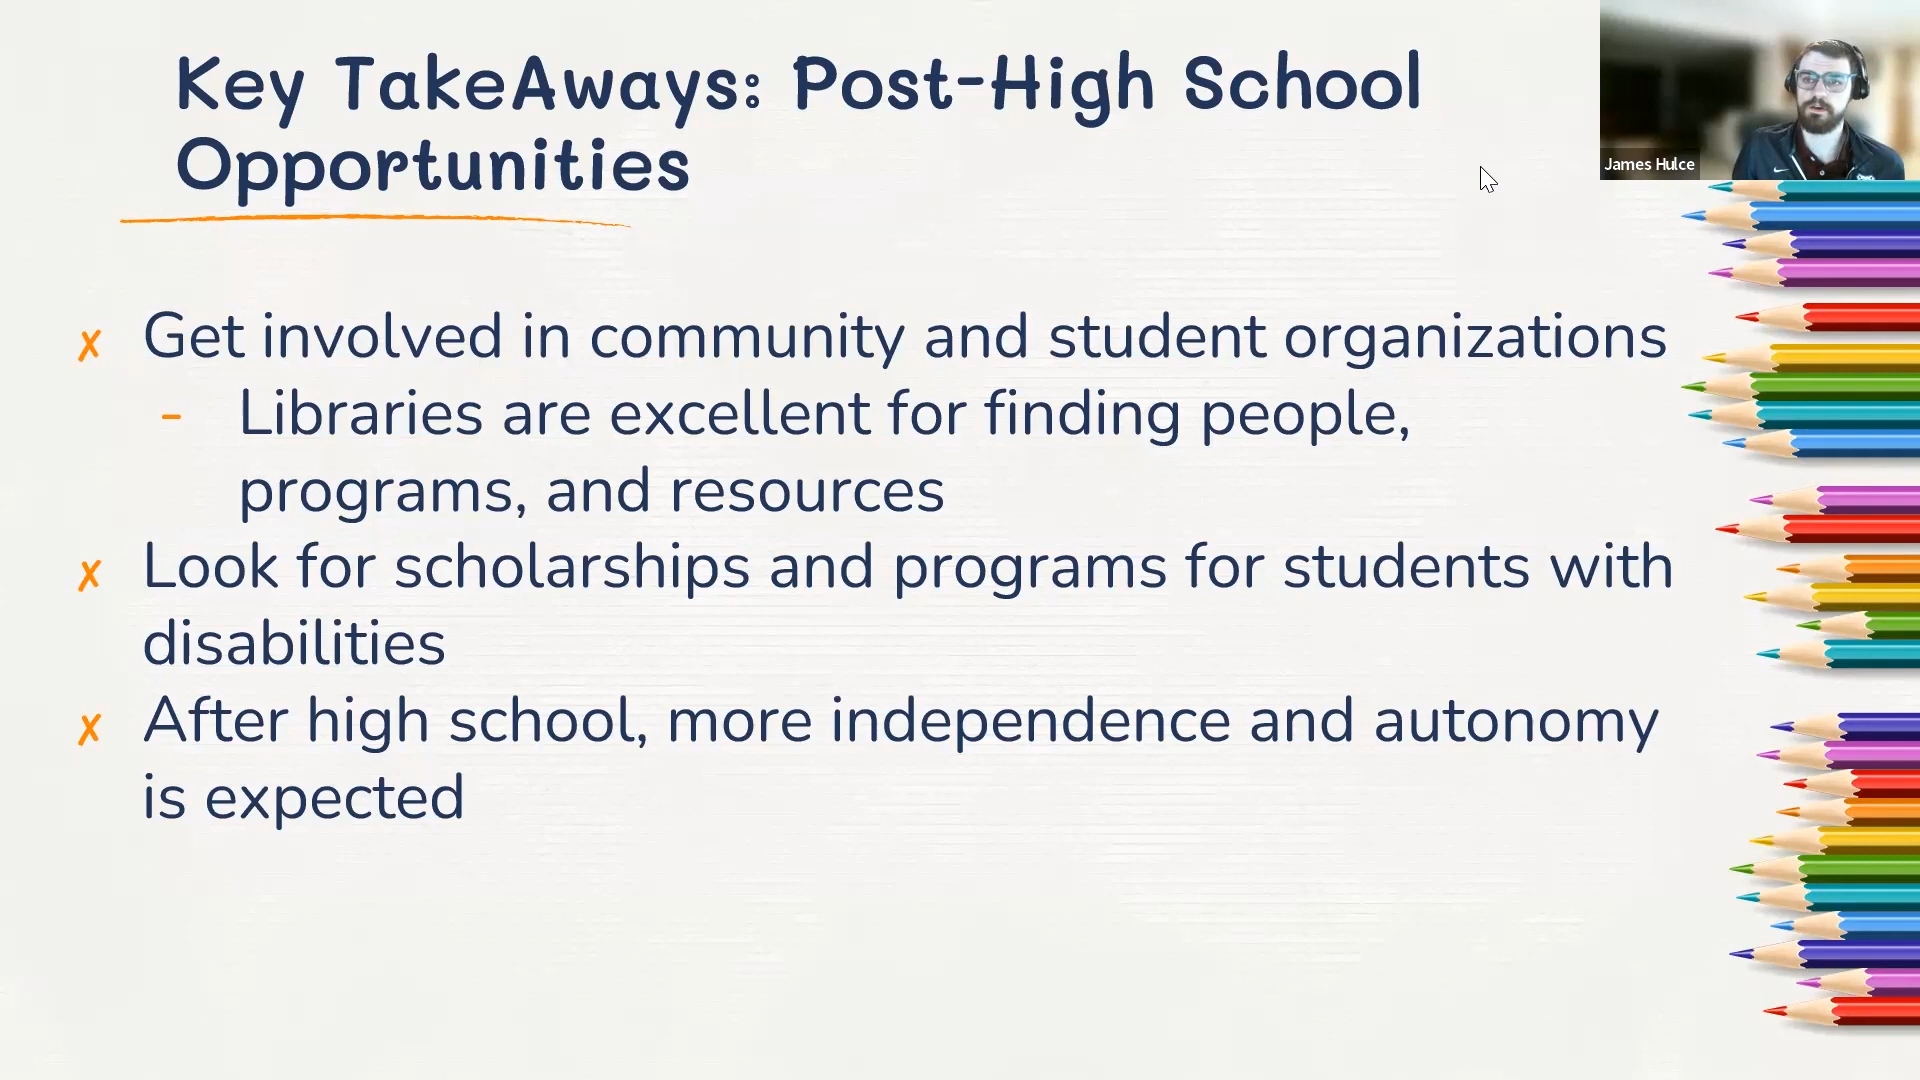 Key TakeAways: Post-High School
Opportunities
James Hulce
✗ Get involved in community and student organizations
- Libraries are excellent for finding people,
programs, and resources
✗ Look for scholarships and programs for students with
disabilities
✗ After high school, more independence and autonomy
is expected